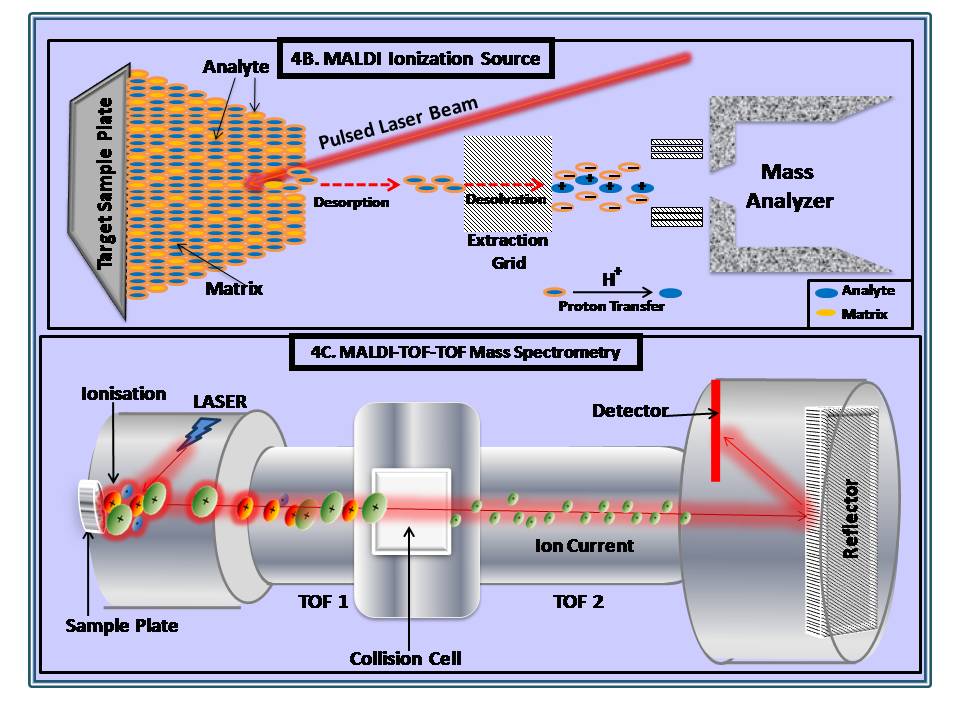 4B. MALDI Ionization Source
Analyte
Pulsed Laser Beam
Target Sample Plate
Desorption
Desolvation
Extraction
Grid
Mass
Analyzer
Matrix
H+
Proton Transfer
Analyte
Matrix
4C. MALDI-TOF-TOF Mass Spectrometry
Ionisation
LASER
Detector
Reflector
Ion Current
TOF 1
TOF 2
Sample Plate
Collision Cell